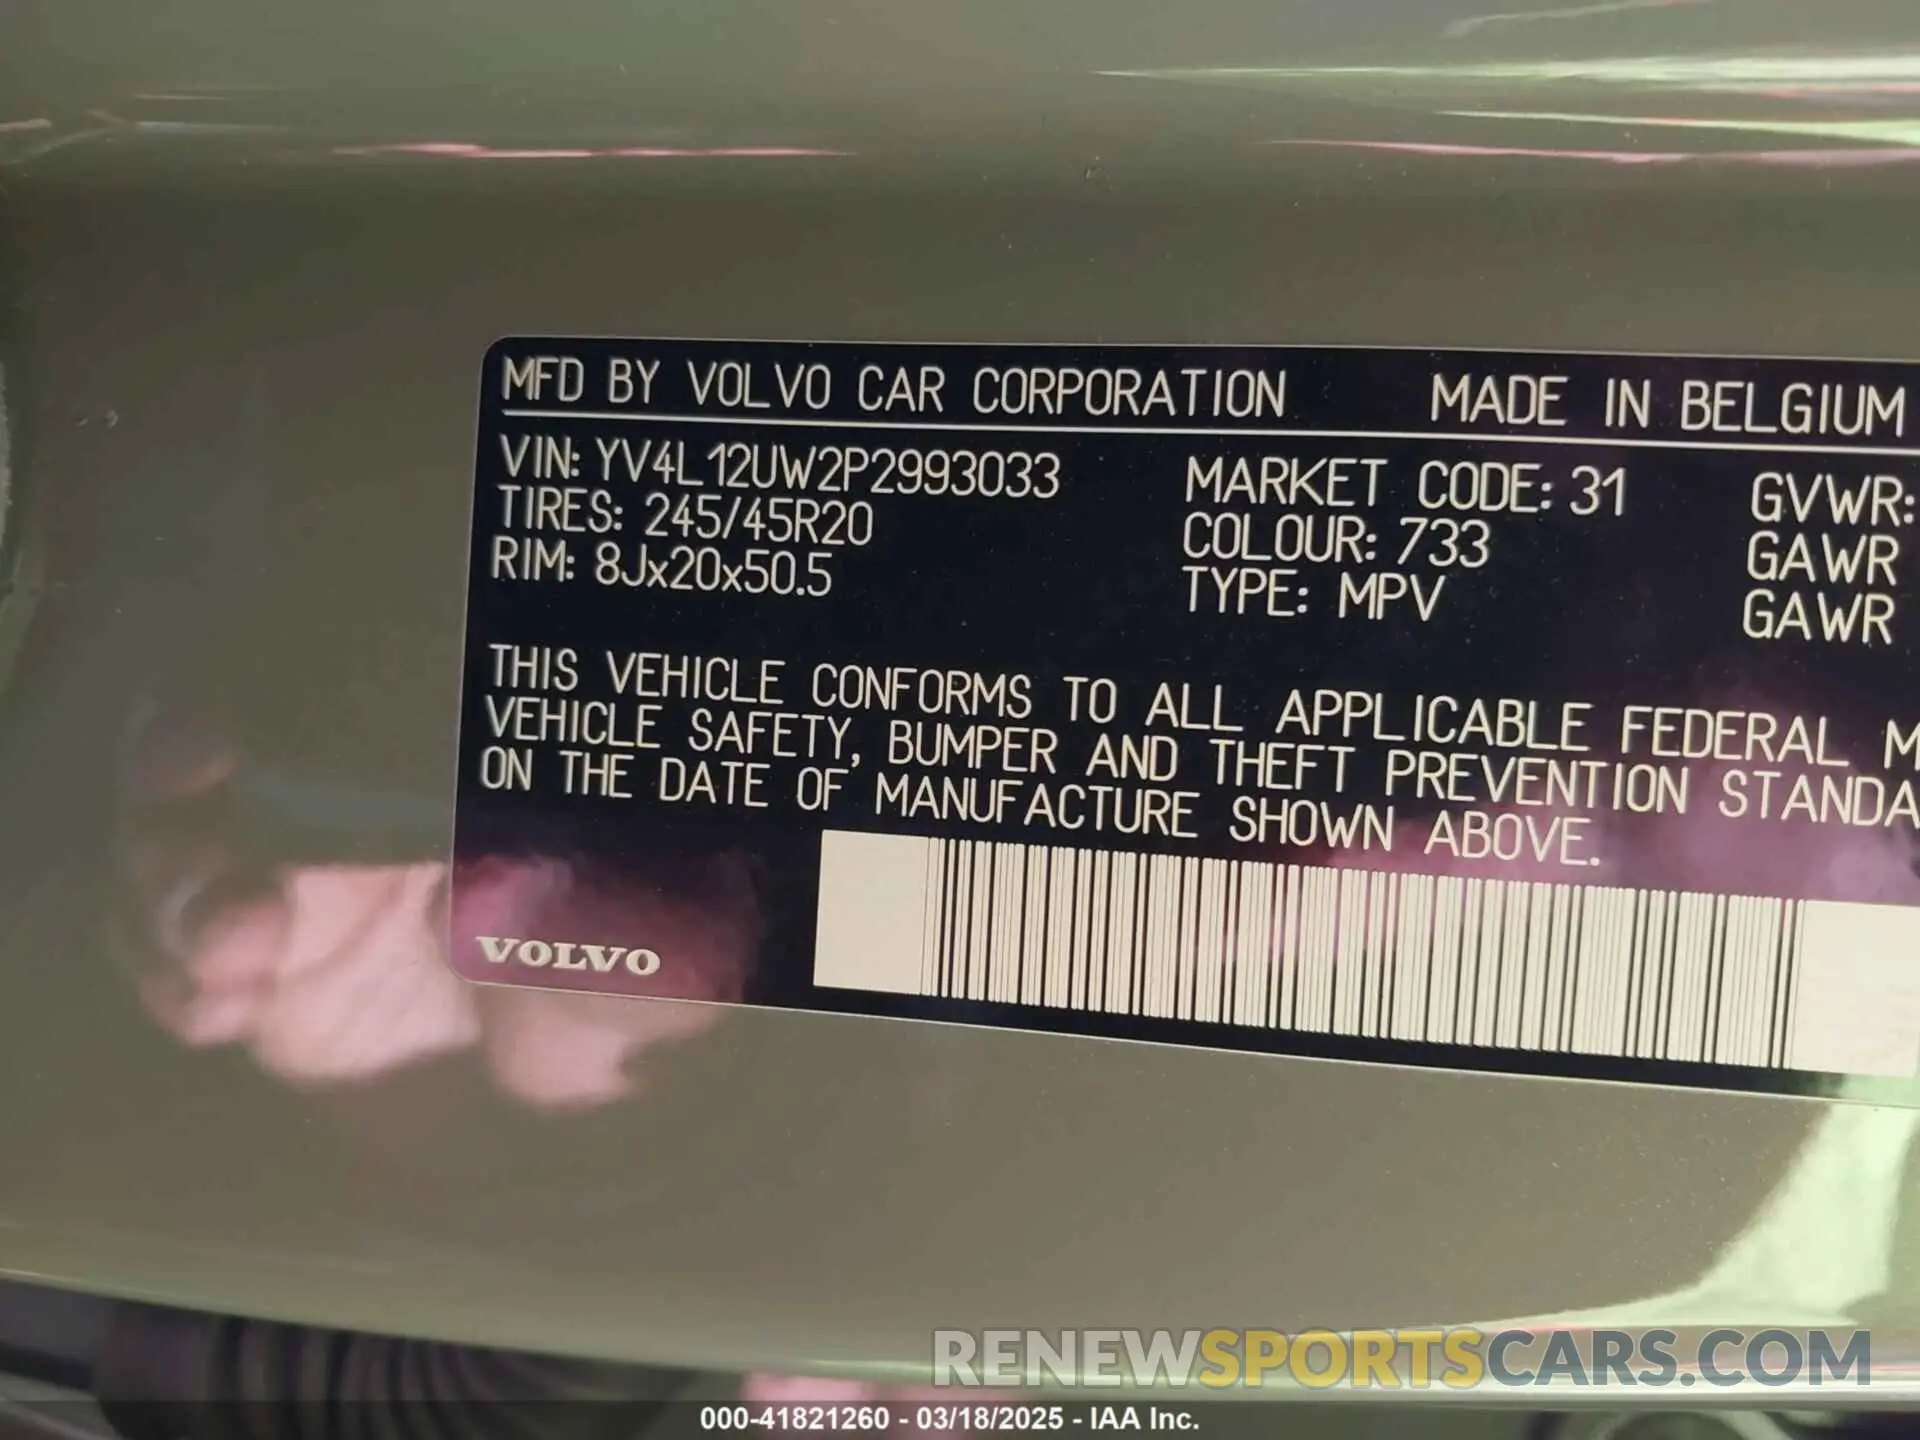 MFD BY VOLVO CAR CORPORATION MADE IN BELGIUM
VIN: YV4L12UW2P2993033 MARKET CODE: 31 GVWR:
TIRES: 245/45R20 COLOUR: 733 GAWR
RIM: 8Jx20x50.5 TYPE: MPV GAWR
THIS VEHICLE CONFORMS TO ALL APPLICABLE FEDERAL M
VEHICLE SAFETY, BUMPER AND THEFT PREVENTION STANDA
ON THE DATE OF MANUFACTURE SHOWN ABOVE.
VOLVO
RENEWSPORTSCARS.COM
000-41821260 - 03/18/2025 - IAA Inc.